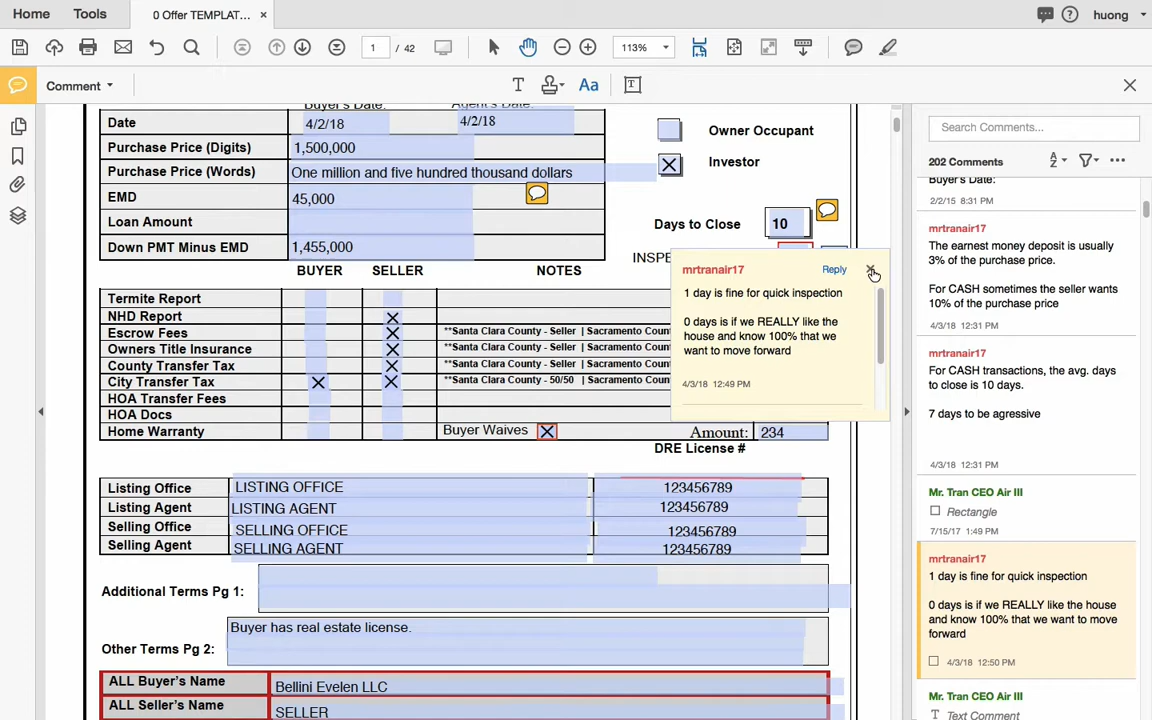 Home Tools 0 Offer TEMPLAT... × huong
1 / 42 113%
Comment
Buyer's Date: Agent's Date:
Date 4/2/18 4/2/18
Owner Occupant
Purchase Price (Digits) 1,500,000
Investor
Purchase Price (Words) One million and five hundred thousand dollars
EMD 45,000
Loan Amount
Days to Close 10
Down PMT Minus EMD 1,455,000
INSPE
BUYER SELLER NOTES
Termite Report
NHD Report
Escrow Fees **Santa Clara County - Seller | Sacramento Coun
Owners Title Insurance **Santa Clara County - Seller | Sacramento Count
County Transfer Tax **Santa Clara County - Seller | Sacramento Coun
City Transfer Tax **Santa Clara County - 50/50 | Sacramento Coun
HOA Transfer Fees
HOA Docs
Home Warranty Buyer Waives Amount: 234
DRE License #
Listing Office LISTING OFFICE 123456789
Listing Agent LISTING AGENT 123456789
Selling Office SELLING OFFICE 123456789
Selling Agent SELLING AGENT 123456789
Additional Terms Pg 1:
Buyer has real estate license.
Other Terms Pg 2:
ALL Buyer's Name Bellini Evelen LLC
ALL Seller's Name SELLER
mrtranair17 Reply
1 day is fine for quick inspection
0 days is if we REALLY like the
house and know 100% that we
want to move forward
4/3/18 12:49 PM
Search Comments...
202 Comments
Buyer's Date:
2/2/15 8:31 PM
mrtranair17
The earnest money deposit is usually
3% of the purchase price.
For CASH sometimes the seller wants
10% of the purchase price
4/3/18 12:31 PM
mrtranair17
For CASH transactions, the avg. days
to close is 10 days.
7 days to be agressive
4/3/18 12:31 PM
Mr. Tran CEO Air III
Rectangle
7/15/17 1:49 PM
mrtranair17
1 day is fine for quick inspection
0 days is if we REALLY like the house
and know 100% that we want to move
forward
4/3/18 12:50 PM
Mr. Tran CEO Air III
Text Comment